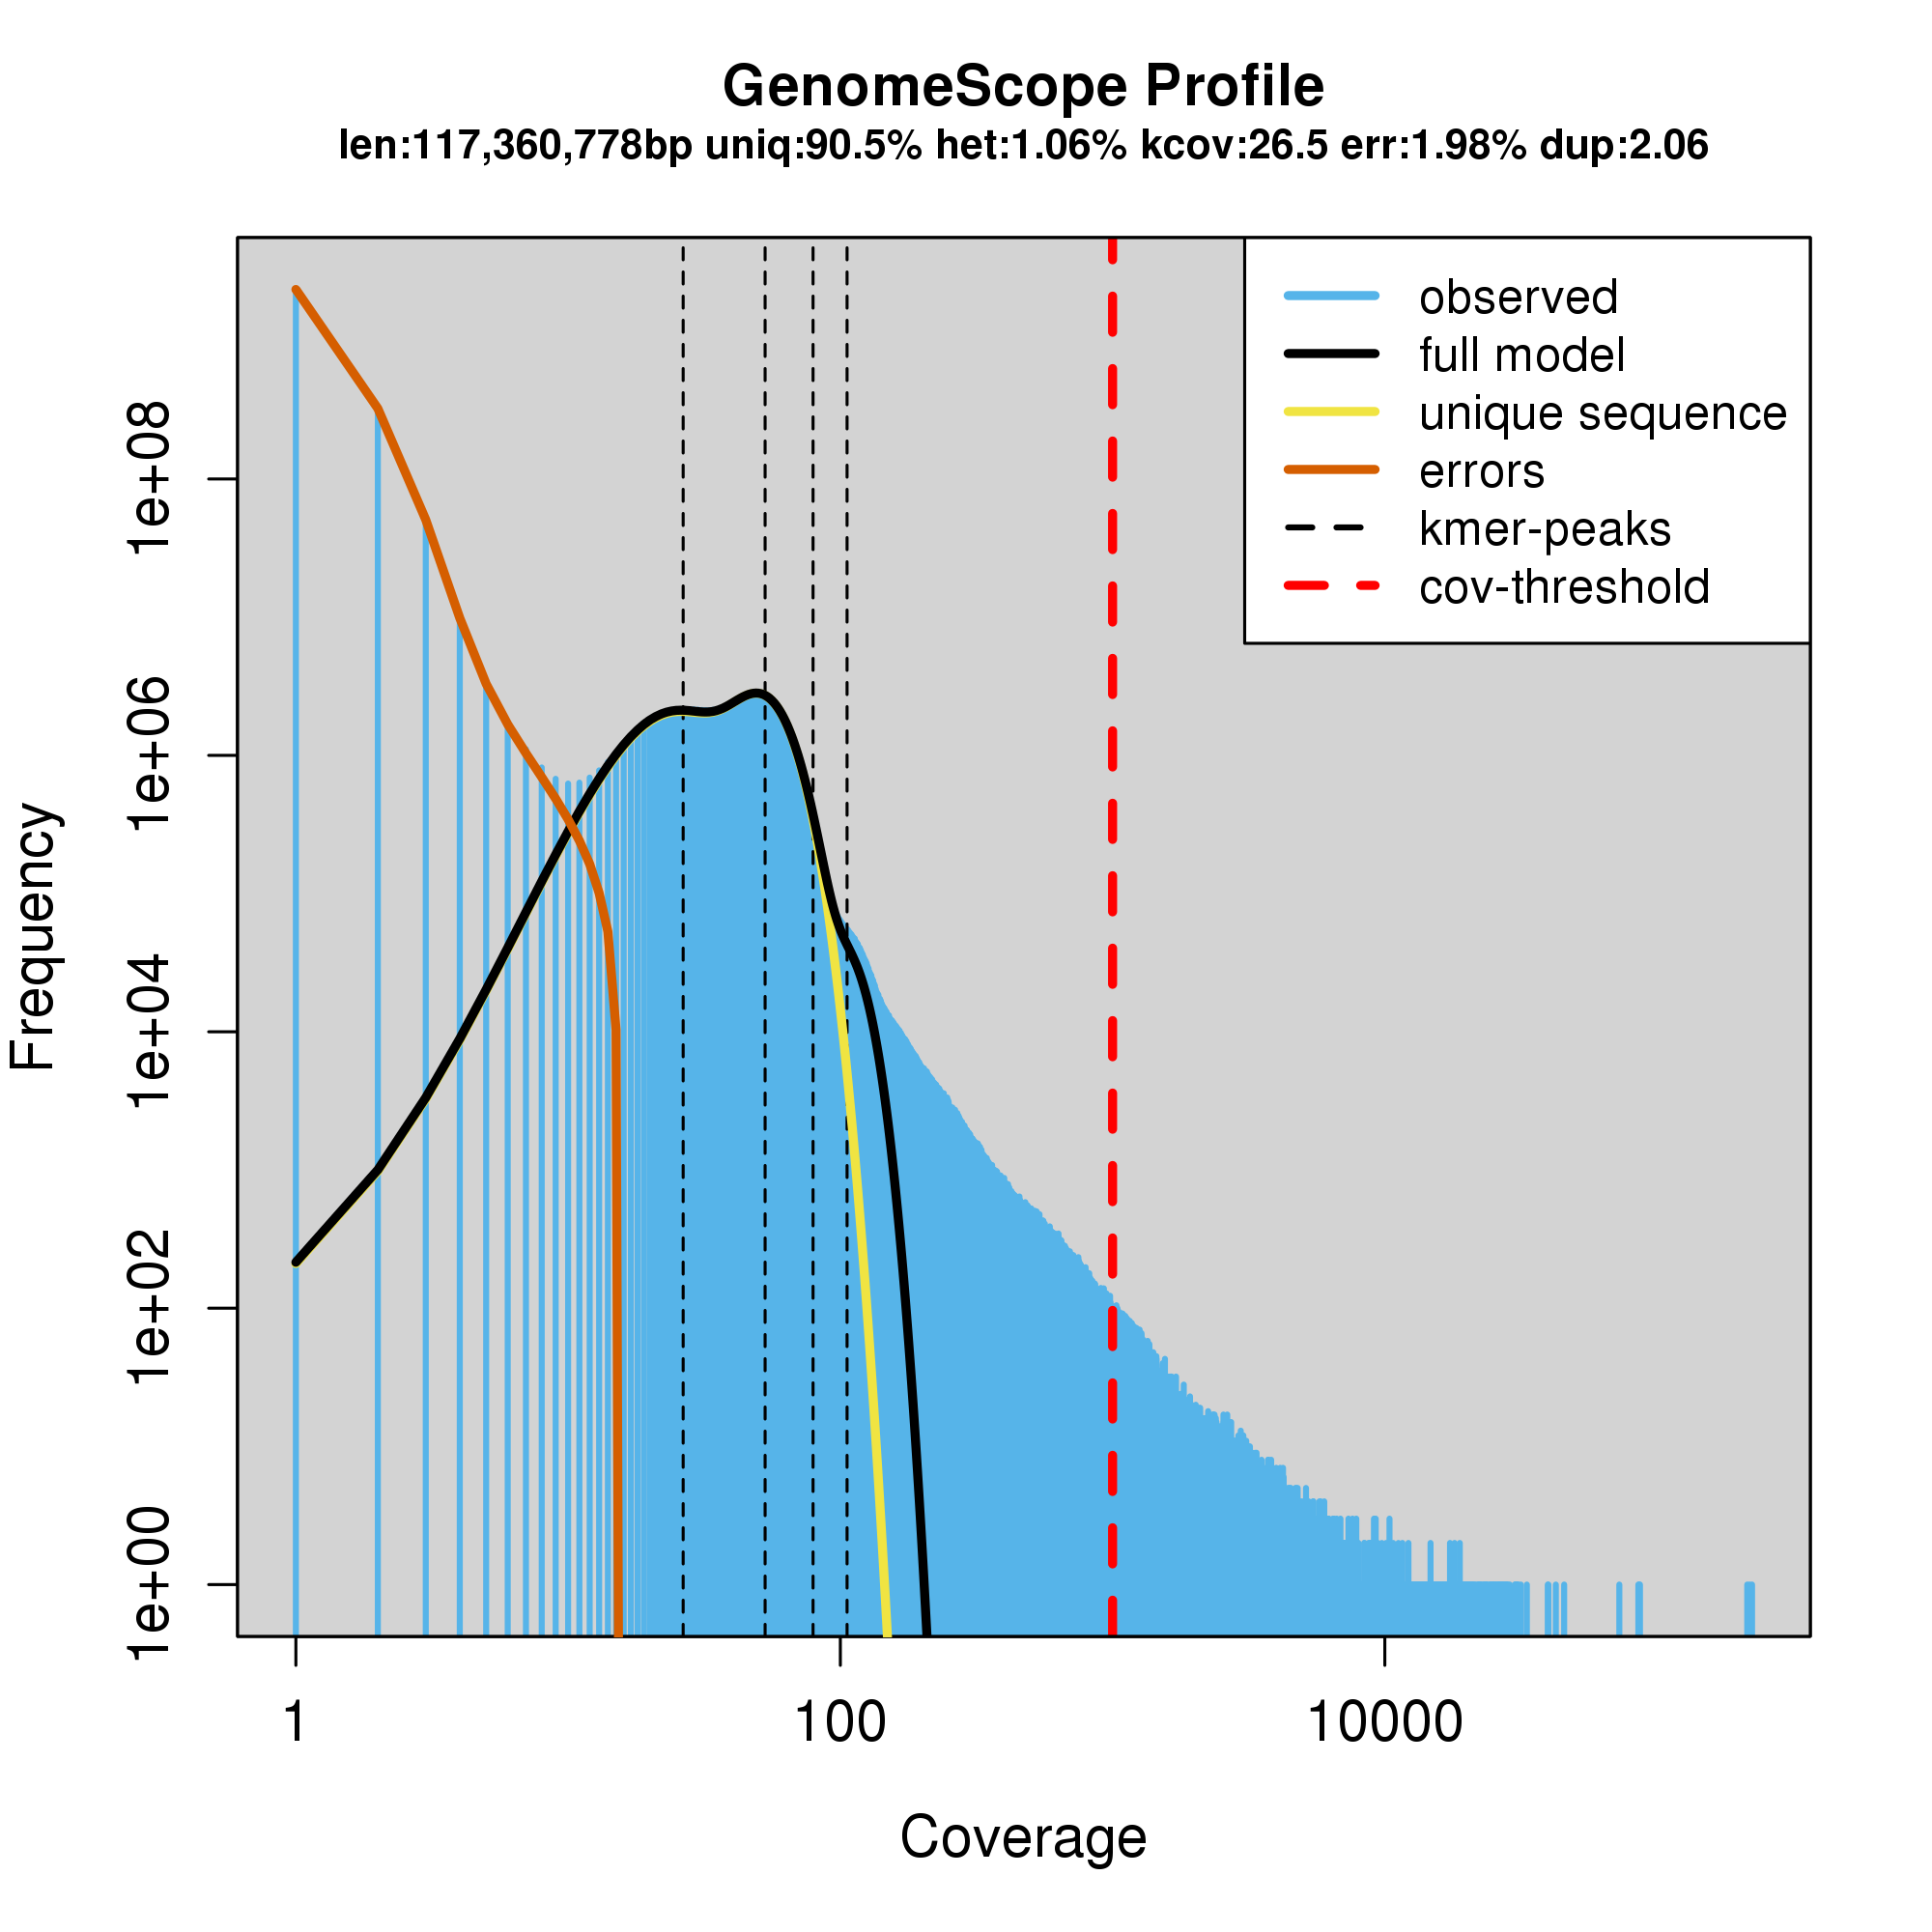 GenomeScope Profile
len:117,360,778bp uniq:90.5% het:1.06% kcov:26.5 err:1.98% dup:2.06
observed
full model
unique sequence
errors
kmer-peaks
cov-threshold
Frequency
1e+08
1e+06
1e+04
1e+02
1e+00
1
100
10000
Coverage